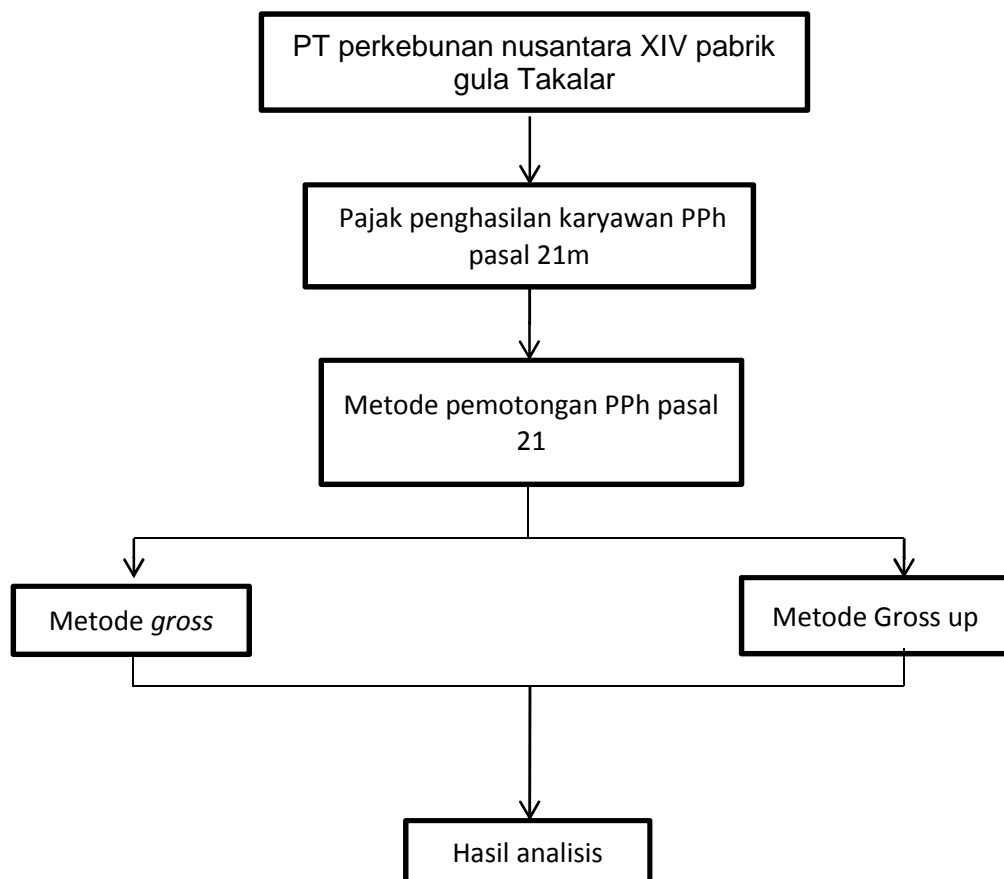 PT perkebunan nusantara XIV pabrik
gula Takalar
Pajak penghasilan karyawan PPh
pasal 21m
Metode pemotongan PPh pasal
21
Metode gross
Metode Gross up
Hasil analisis